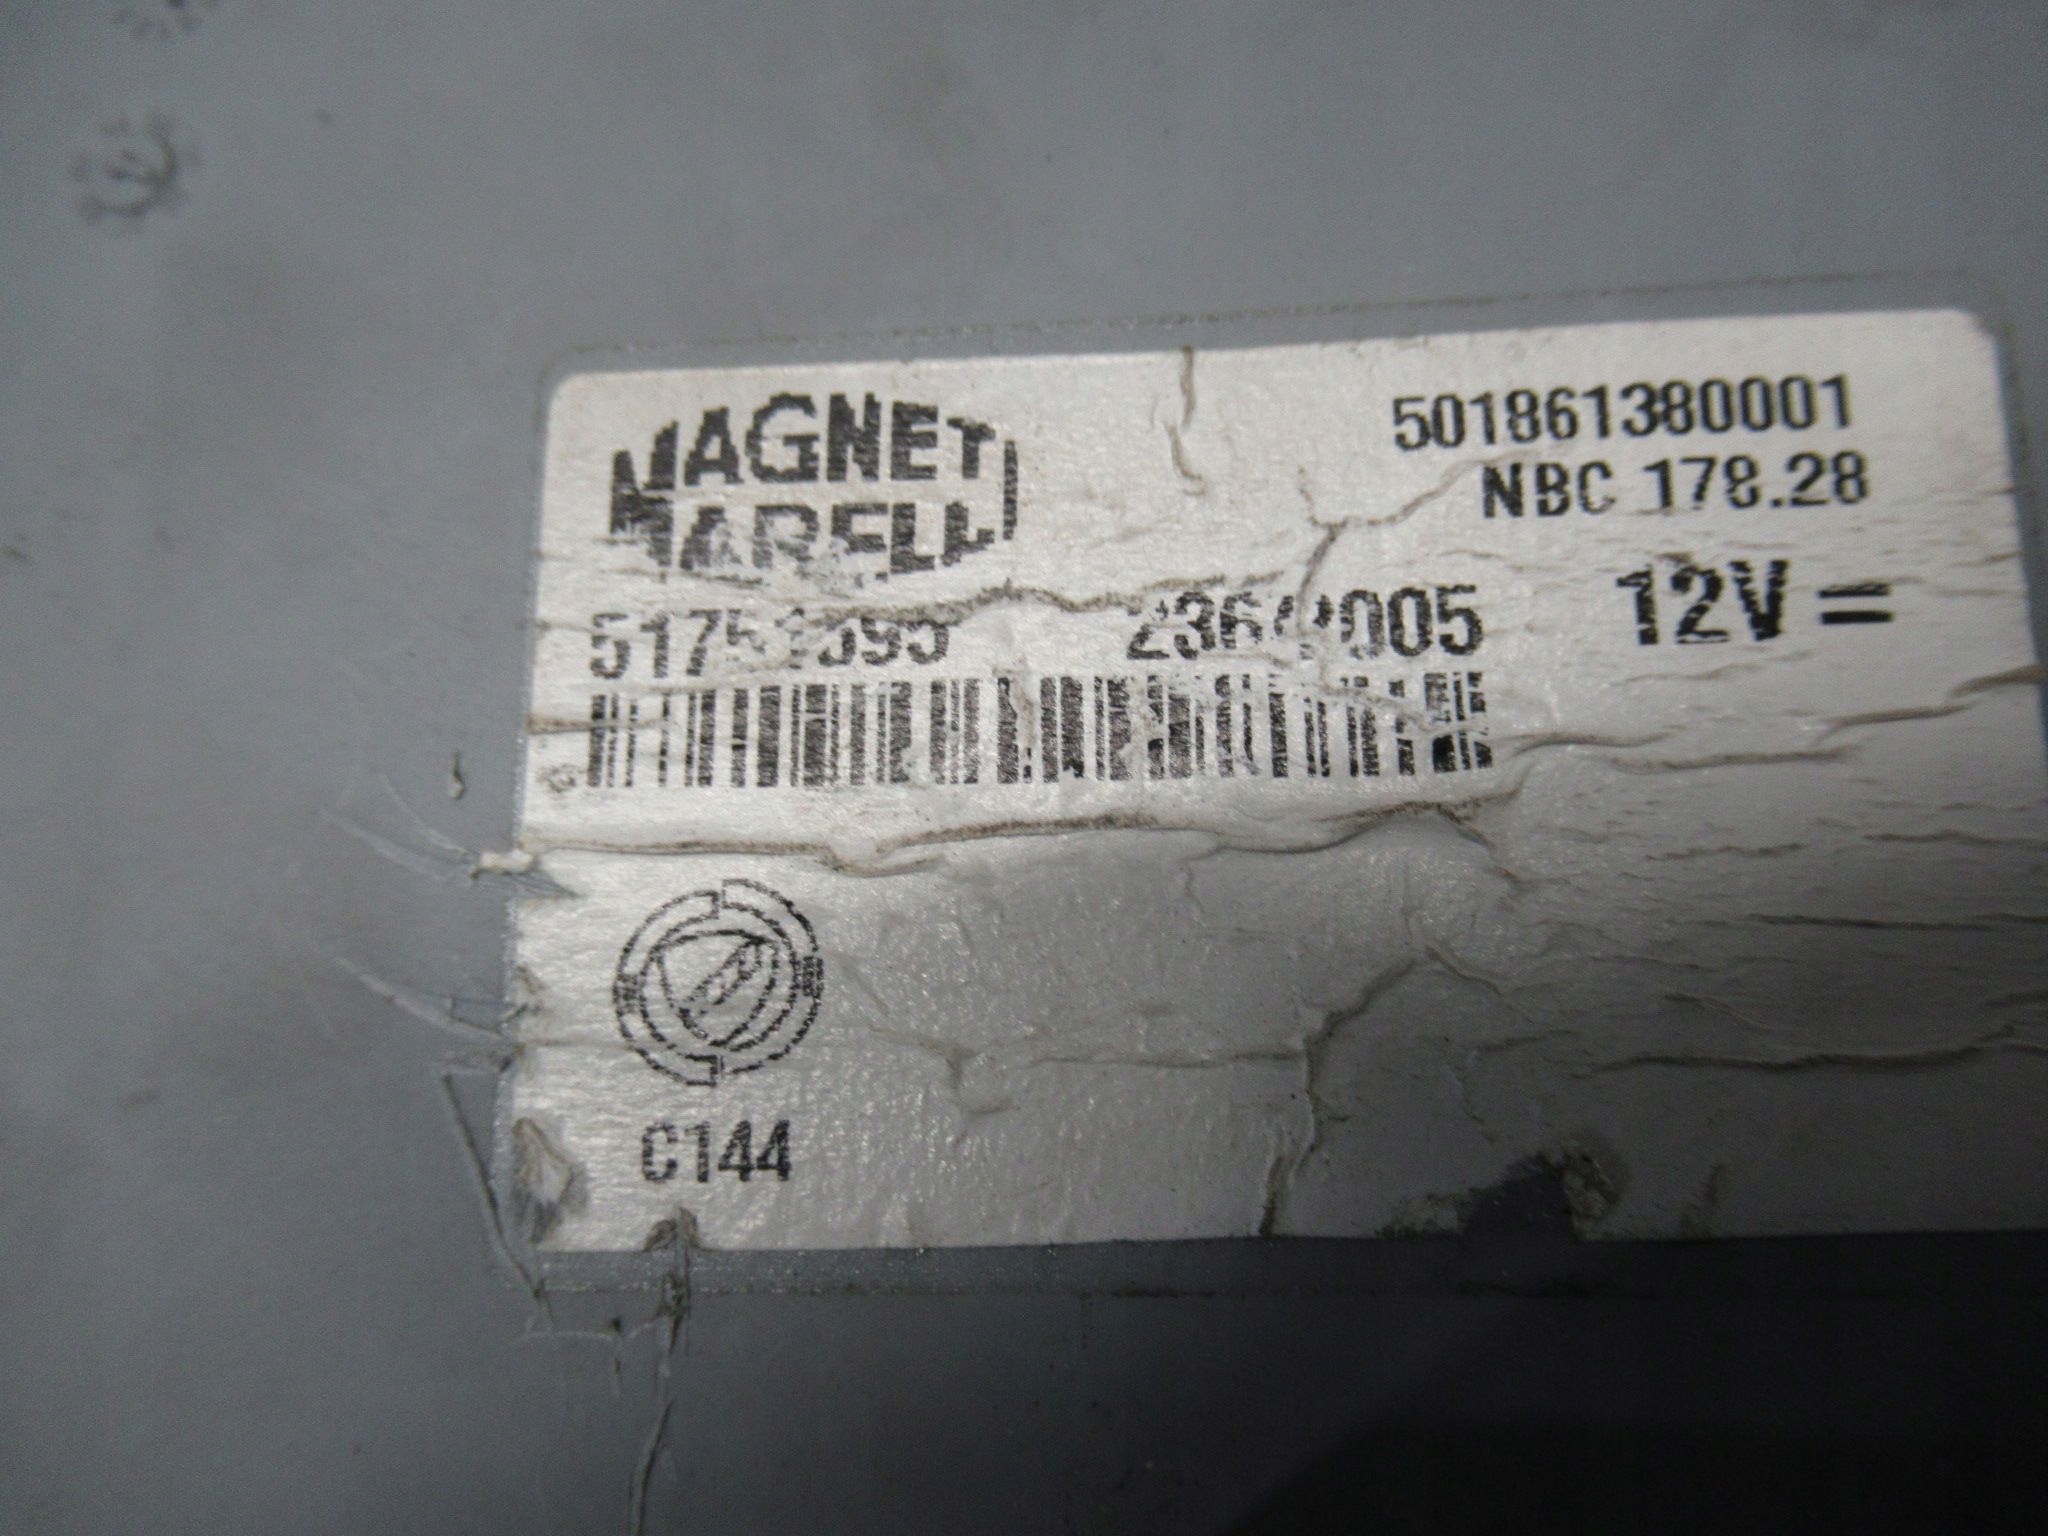 MAGNETI
MARELLI
501861380001
NBC 178.28
12V =
C144